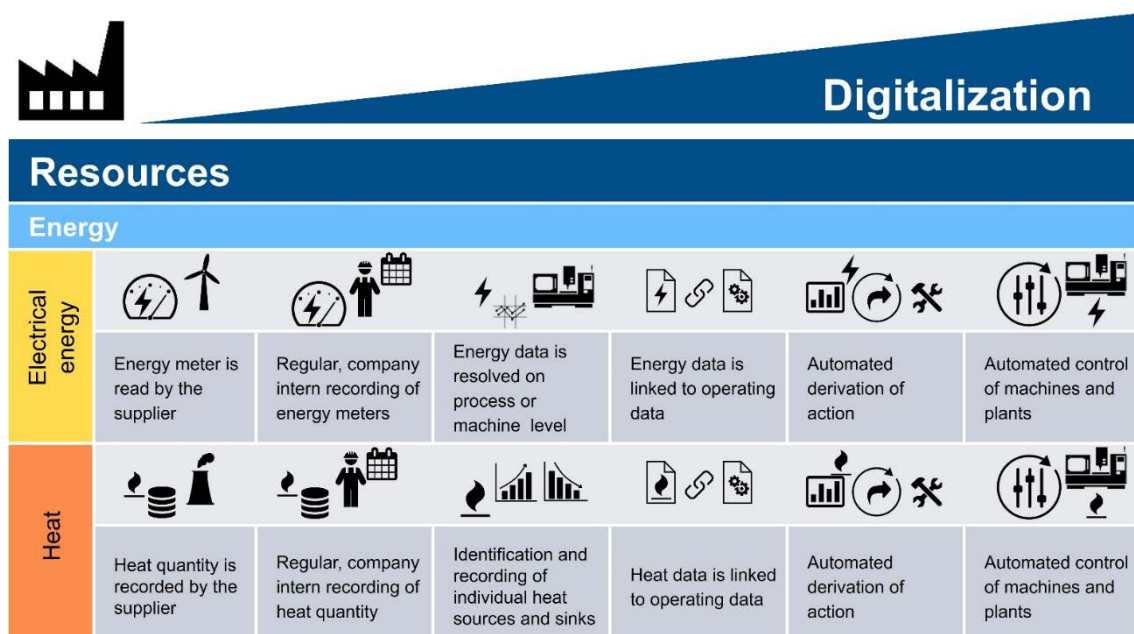 Digitalization
Resources
Energy
Electrical
energy
Energy meter is
read by the
supplier
Regular, company
intern recording of
energy meters
Energy data is
resolved on
process or
machine level
Energy data is
linked to operating
data
Automated
derivation of
action
Automated control
of machines and
plants
Heat
Heat quantity is
recorded by the
supplier
Regular, company
intern recording of
heat quantity
Identification and
recording of
individual heat
sources and sinks
Heat data is linked
to operating data
Automated
derivation of
action
Automated control
of machines and
plants